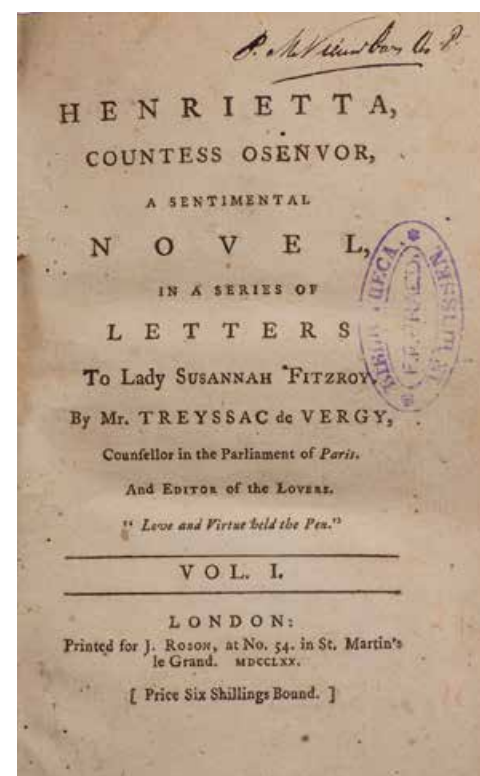 HENRIETTA,
COUNTESS OSENVOR,
A SENTIMENTAL
NOVEL,
IN A SERIES OF
LETTERS
To Lady SUSANNAH FITZROY.
By Mr. TREYSSAC de VERGY,
Counsellor in the Parliament of Paris.
And EDITOR of the LOVERS.
"Love and Virtue held the Pen."
VOL. I.
LONDON:
Printed for J. ROSON, at No. 54. in St. Martin's
le Grand. MDCCLXX.
[ Price Six Shillings Bound. ]